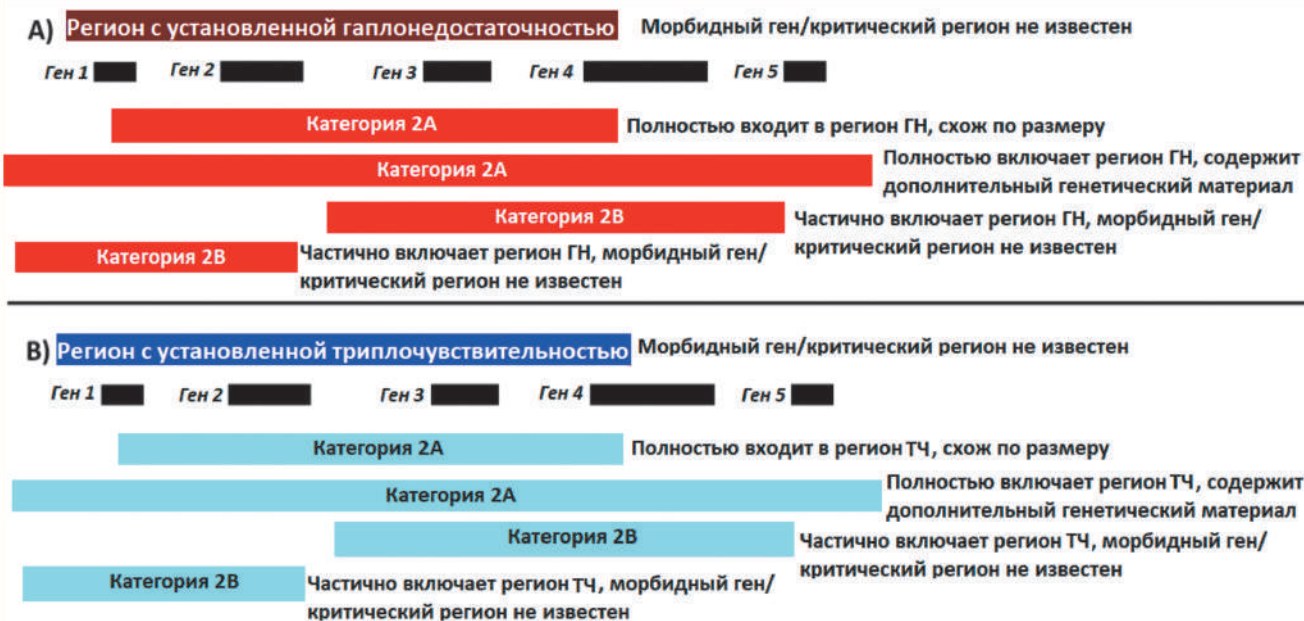 A) Регион с установленной гаплонедостаточностью Морбидный ген/критический регион не известен
Ген 1 Ген 2 Ген 3 Ген 4 Ген 5
Категория 2А Полностью входит в регион ГН, схож по размеру
Категория 2А Полностью включает регион ГН, содержит
дополнительный генетический материал
Категория 2В Частично включает регион ГН, морбидный ген/
критический регион не известен
Категория 2В Частично включает регион ГН, морбидный ген/
критический регион не известен
B) Регион с установленной триплочувствительностью Морбидный ген/критический регион не известен
Ген 1 Ген 2 Ген 3 Ген 4 Ген 5
Категория 2А Полностью входит в регион ТЧ, схож по размеру
Категория 2А Полностью включает регион ТЧ, содержит
дополнительный генетический материал
Категория 2В Частично включает регион ТЧ, морбидный ген/
критический регион не известен
Категория 2В Частично включает регион ТЧ, морбидный ген/
критический регион не известен